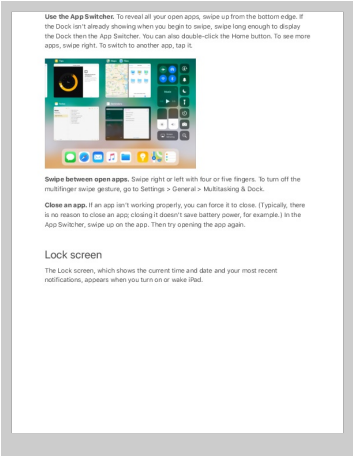 Use the App Switcher. To reveal all your open apps, swipe up from the bottom edge. If
the Dock isn't already showing when you begin to swipe, swipe long enough to display
the Dock then the App Switcher. You can also double-click the Home button. To see more
apps, swipe right. To switch to another app, tap it.
Swipe between open apps. Swipe right or left with four or five fingers. To turn off the
multifinger swipe gesture, go to Settings > General > Multitasking & Dock.
Close an app. If an app isn't working properly, you can force it to close. (Typically, there
is no reason to close an app; closing it doesn't save battery power, for example.) In the
App Switcher, swipe up on the app. Then try opening the app again.
Lock screen
The Lock screen, which shows the current time and date and your most recent
notifications, appears when you turn on or wake iPad.